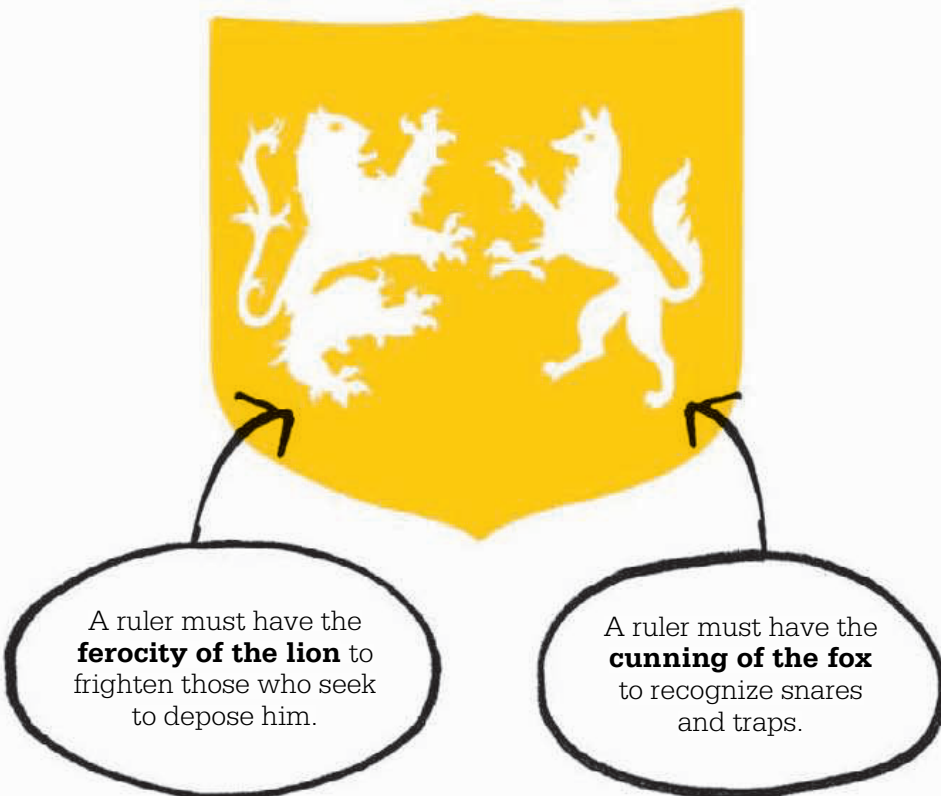 A ruler must have the
ferocity of the lion to
frighten those who seek
to depose him.
A ruler must have the
cunning of the fox
to recognize snares
and traps.